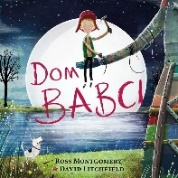 DOM
BABCI
ROSS MONTGOMERY
& DAVID LITCHFIELD